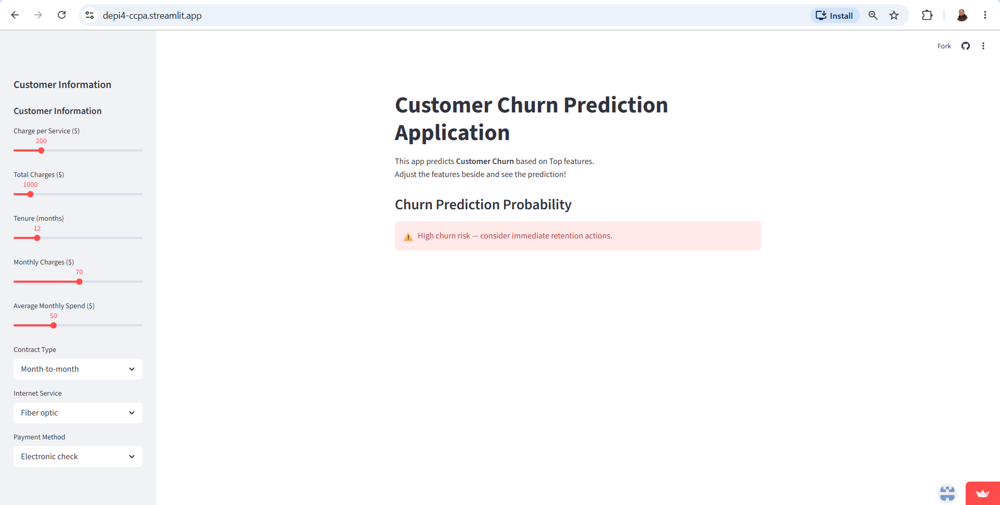 depi4-ccpa.streamlit.app
Install
Fork
Customer Information
Customer Information
Charge per Service ($)
200
Total Charges ($)
1000
Tenure (months)
12
Monthly Charges ($)
70
Average Monthly Spend ($)
50
Contract Type
Month-to-month
Internet Service
Fiber optic
Payment Method
Electronic check
Customer Churn Prediction
Application
This app predicts Customer Churn based on Top features.
Adjust the features beside and see the prediction!
Churn Prediction Probability
High churn risk — consider immediate retention actions.